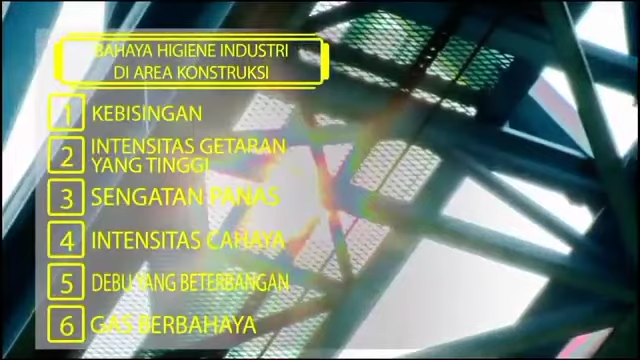 BAHAYA HIGIENE INDUSTRI
DI AREA KONSTRUKSI
1 KEBISINGAN
2 INTENSITAS GETARAN
YANG TINGGI
3 SENGATAN PANAS
4 INTENSITAS CAHAYA
5 DEBU YANG BETERBANGAN
6 GAS BERBAHAYA